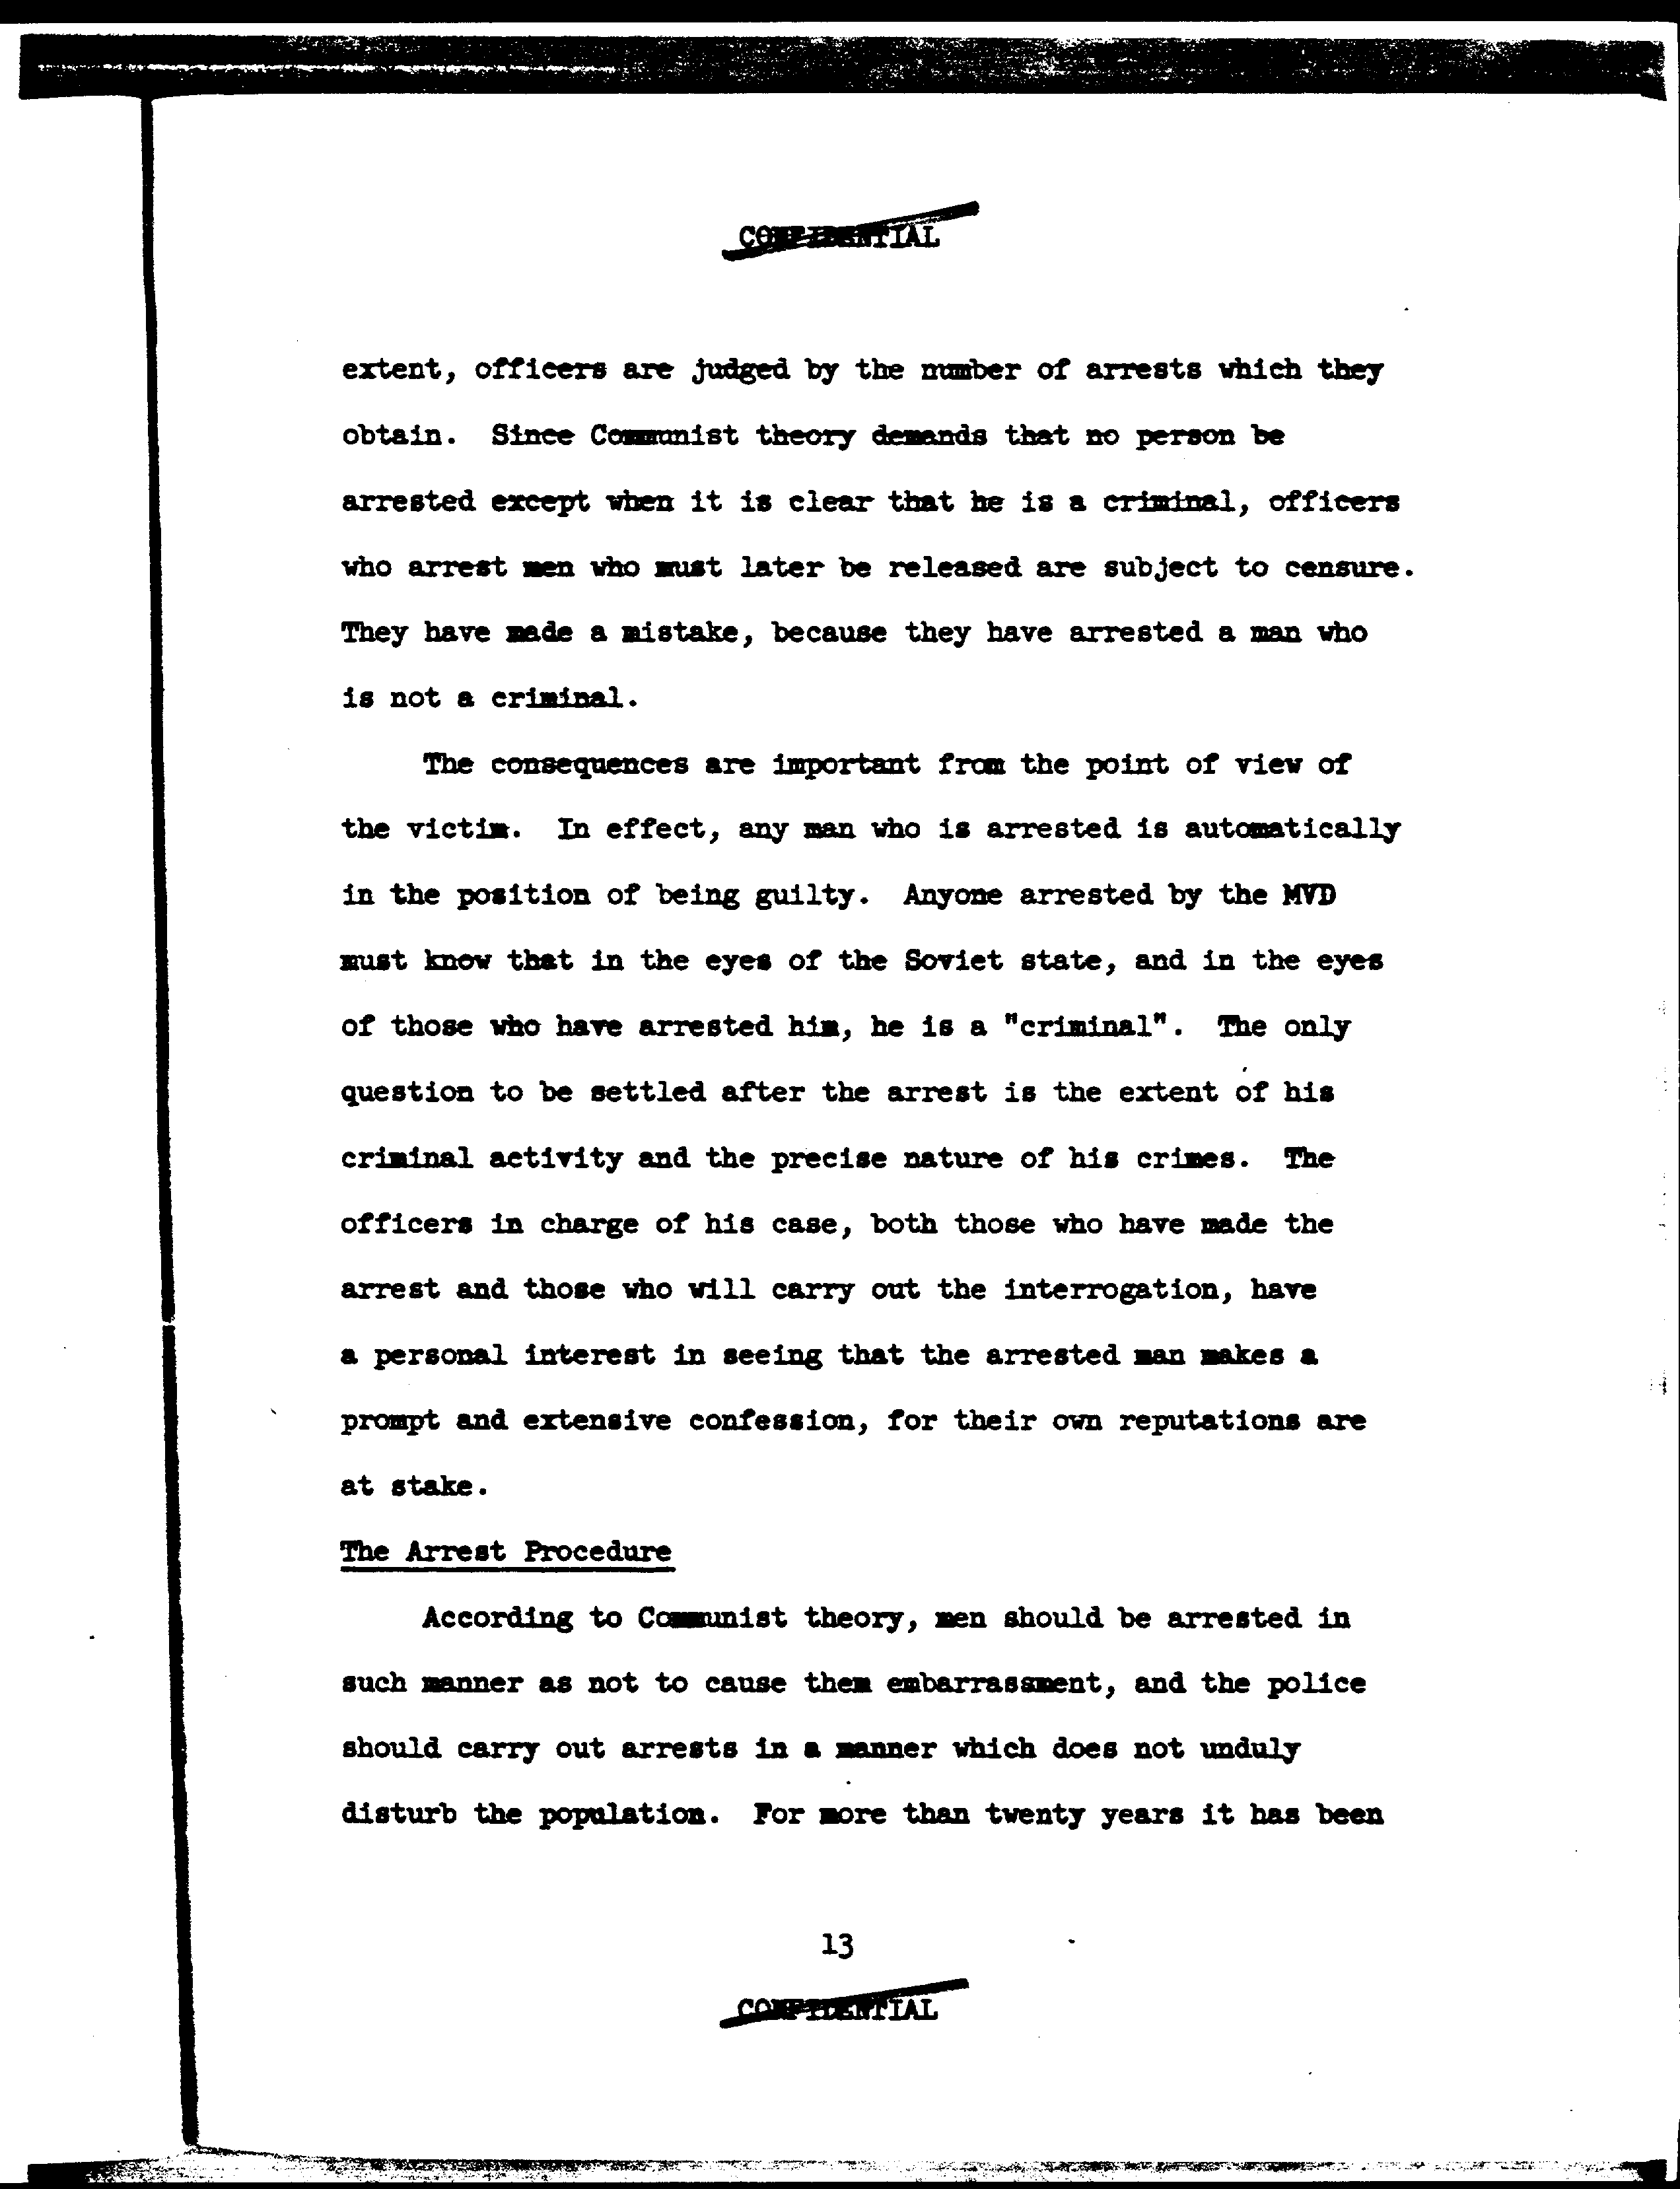 CONFIDENTIAL
extent, officers are judged by the number of arrests which they
obtain. Since Communist theory demands that no person be
arrested except when it is clear that he is a criminal, officers
who arrest men who must later be released are subject to censure.
They have made a mistake, because they have arrested a man who
is not a criminal.
The consequences are important from the point of view of
the victim. In effect, any man who is arrested is automatically
in the position of being guilty. Anyone arrested by the MVD
must know that in the eyes of the Soviet state, and in the eyes
of those who have arrested him, he is a "criminal". The only
question to be settled after the arrest is the extent of his
criminal activity and the precise nature of his crimes. The
officers in charge of his case, both those who have made the
arrest and those who will carry out the interrogation, have
a personal interest in seeing that the arrested man makes a
prompt and extensive confession, for their own reputations are
at stake.
The Arrest Procedure
According to Communist theory, men should be arrested in
such manner as not to cause them embarrassment, and the police
should carry out arrests in a manner which does not unduly
disturb the population. For more than twenty years it has been
13
CONFIDENTIAL